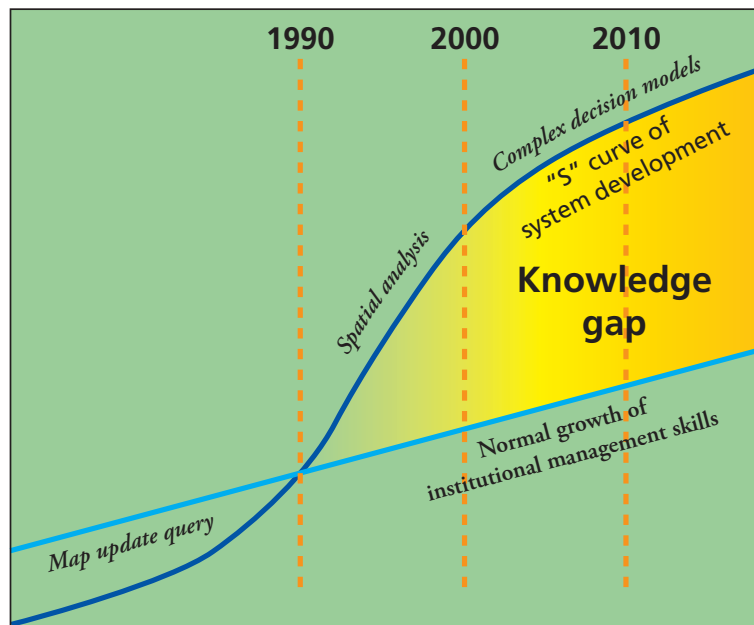 1990 2000 2010
Complex decision models
"S" curve of
system development
Spatial analysis
Knowledge
gap
Normal growth of
institutional management skills
Map update query